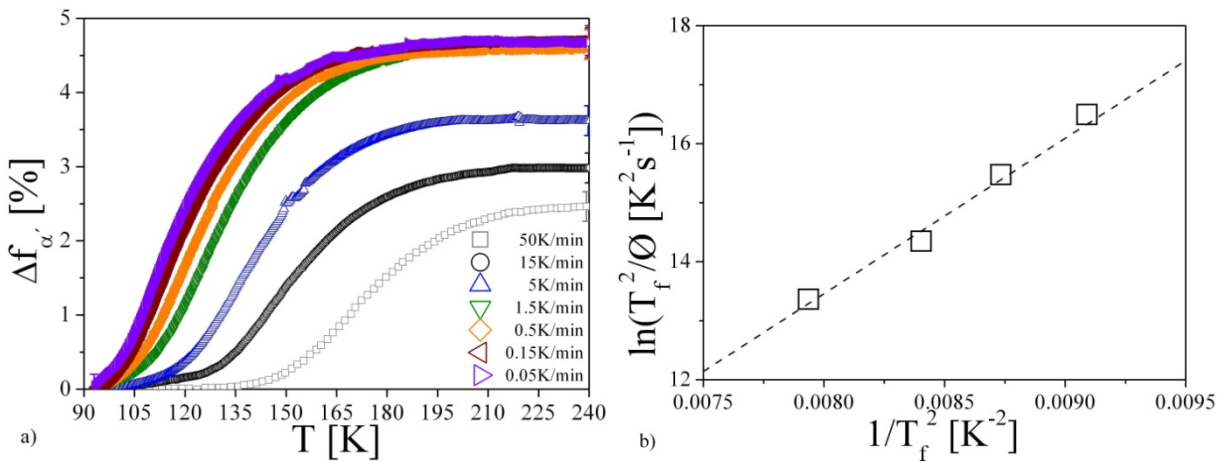 5
4
3
2
1
0
Δf_α′ [%]
90 105 120 135 150 165 180 195 210 225 240
T [K]
50K/min
15K/min
5K/min
1.5K/min
0.5K/min
0.15K/min
0.05K/min
a)
18
16
14
12
ln(T_f^2/Ø [K^2s^-1])
0.0075 0.0080 0.0085 0.0090 0.0095
1/T_f^2 [K^-2]
b)